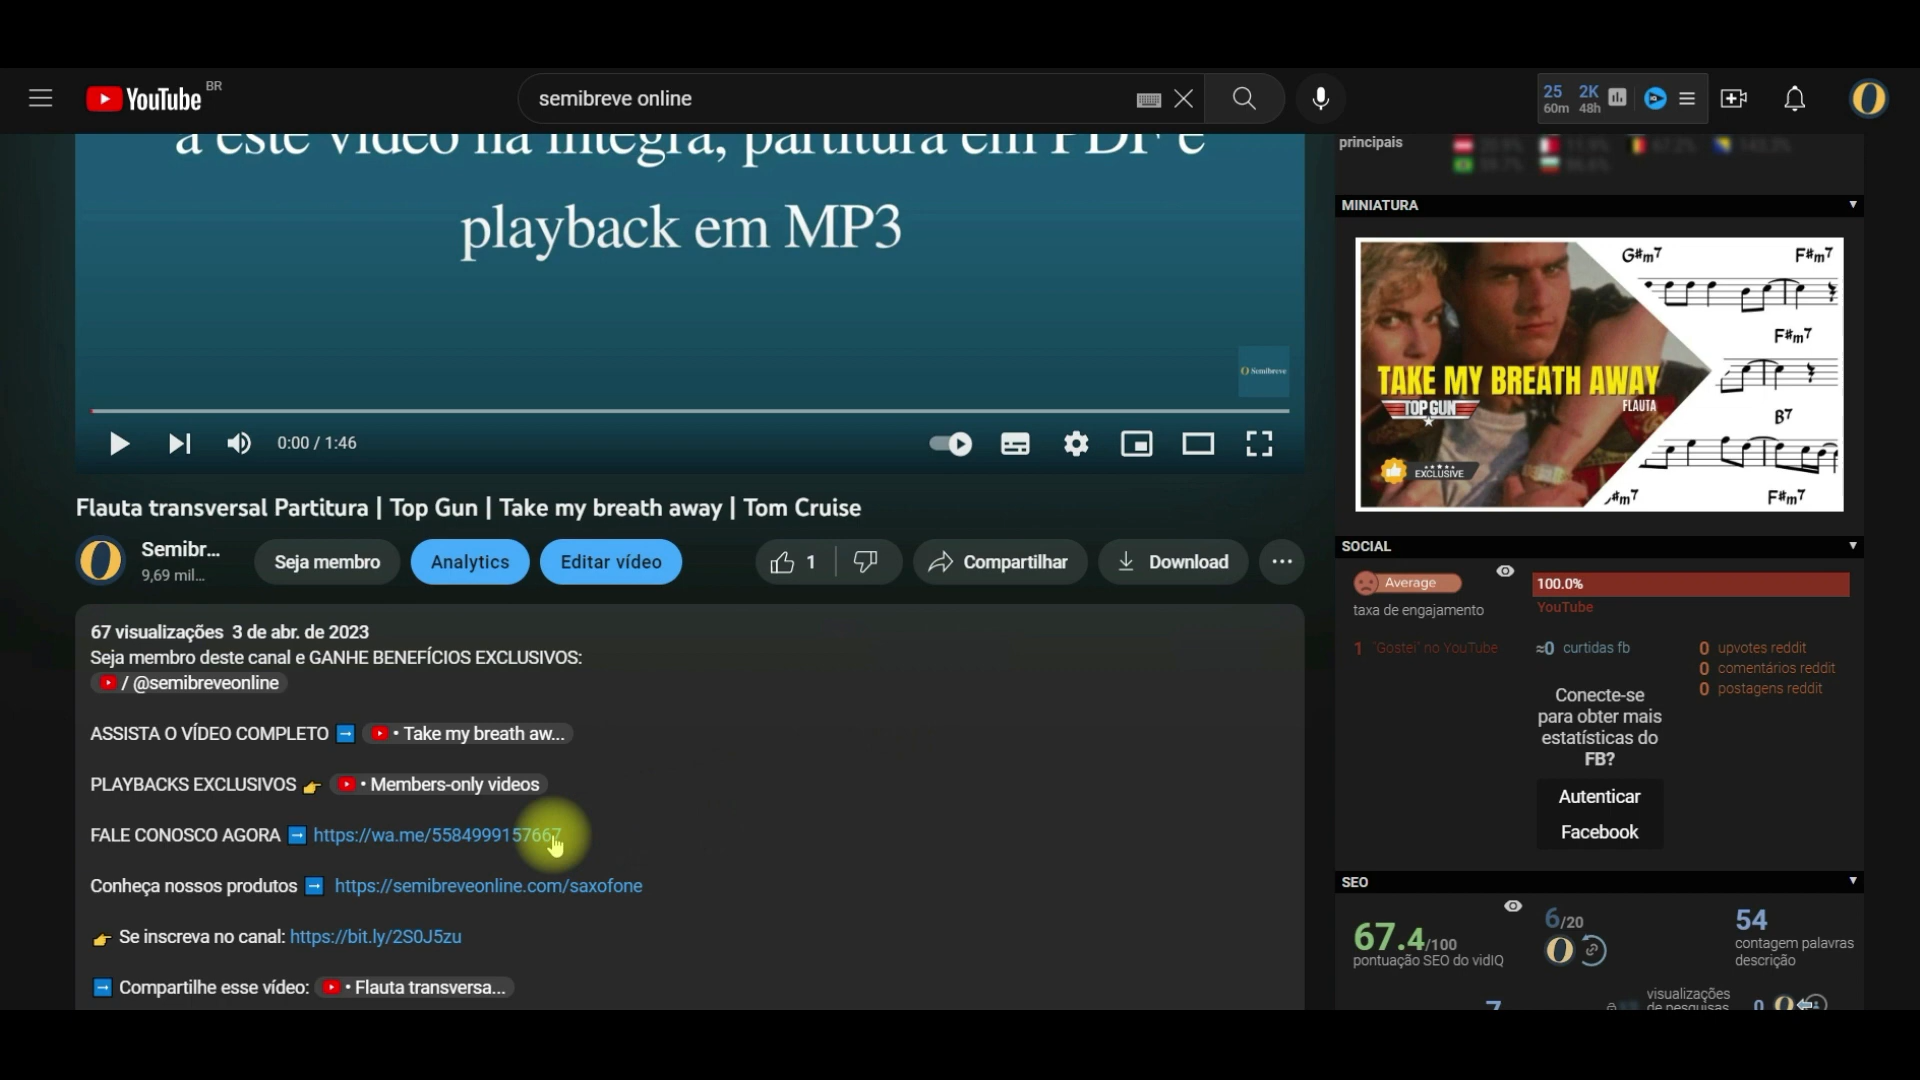 YouTube BR
semibreve online
25 2K
60m 48h
a este vídeo na íntegra, partitura em PDF e
playback em MP3
Semibreve
0:00 / 1:46
Flauta transversal Partitura | Top Gun | Take my breath away | Tom Cruise
Semibr...
9,69 mil...
Seja membro
Analytics
Editar vídeo
1
Compartilhar
Download
67 visualizações 3 de abr. de 2023
Seja membro deste canal e GANHE BENEFÍCIOS EXCLUSIVOS:
/ @semibreveonline
ASSISTA O VÍDEO COMPLETO ➡ • Take my breath aw...
PLAYBACKS EXCLUSIVOS 👉 • Members-only videos
FALE CONOSCO AGORA ➡ https://wa.me/5584999157667
Conheça nossos produtos ➡ https://semibreveonline.com/saxofone
👉 Se inscreva no canal: https://bit.ly/2S0J5zu
➡ Compartilhe esse vídeo: • Flauta transversa...
principais
MINIATURA
G#m7 F#m7
F#m7
B7
TAKE MY BREATH AWAY
TOP GUN
FLAUTA
EXCLUSIVE
#m7 F#m7
SOCIAL
Average
taxa de engajamento
100.0%
YouTube
1 "Gostei" no YouTube
≈0 curtidas fb
0 upvotes reddit
0 comentários reddit
0 postagens reddit
Conecte-se
para obter mais
estatísticas do
FB?
Autenticar
Facebook
SEO
67.4/100
pontuação SEO do vidIQ
6/20
54
contagem palavras
descrição
7
visualizações
de pesquisas
0